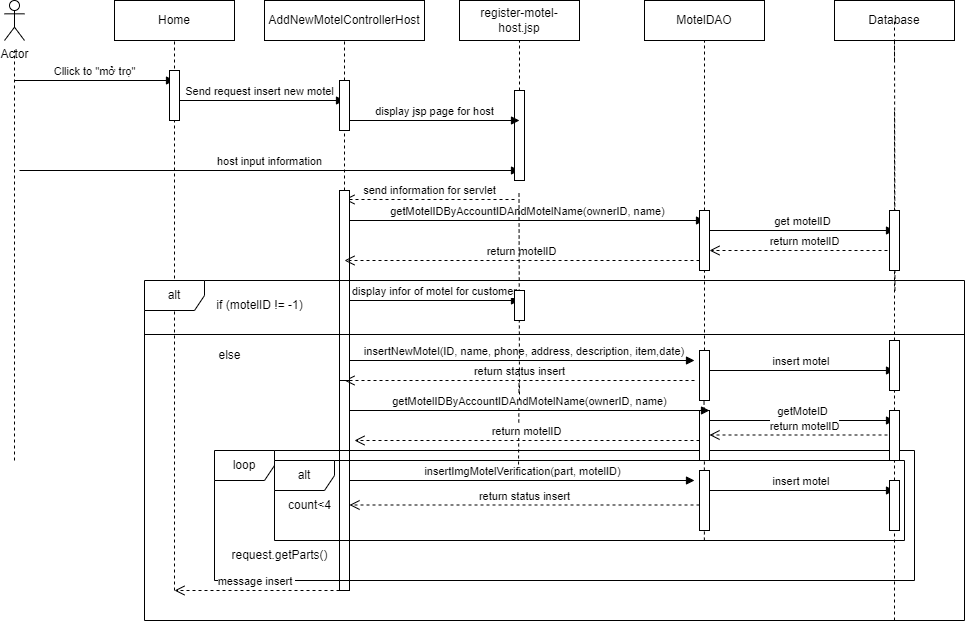 Home
AddNewMotelControllerHost
register-motel-
host.jsp
MotelDAO
Database
Actor
Cllick to "mở trọ"
Send request insert new motel
display jsp page for host
host input information
send information for servlet
getMotelIDByAccountIDAndMotelName(ownerID, name)
get motelID
return motelID
return motelID
alt
if (motelID != -1)
display infor of motel for custome
else
insertNewMotel(ID, name, phone, address, description, item,date)
insert motel
return status insert
getMotelIDByAccountIDAndMotelName(ownerID, name)
getMoteID
return motelID
return motelID
loop
alt
insertImgMotelVerification(part, motelID)
insert motel
return status insert
count<4
request.getParts()
message insert